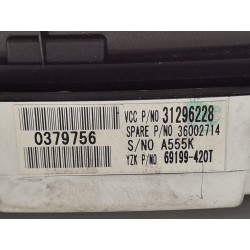 VCC P/NO 31296228
0379756
SPARE P/NO 36002714
S/NO A555K
YZK P/NO 69199-420T